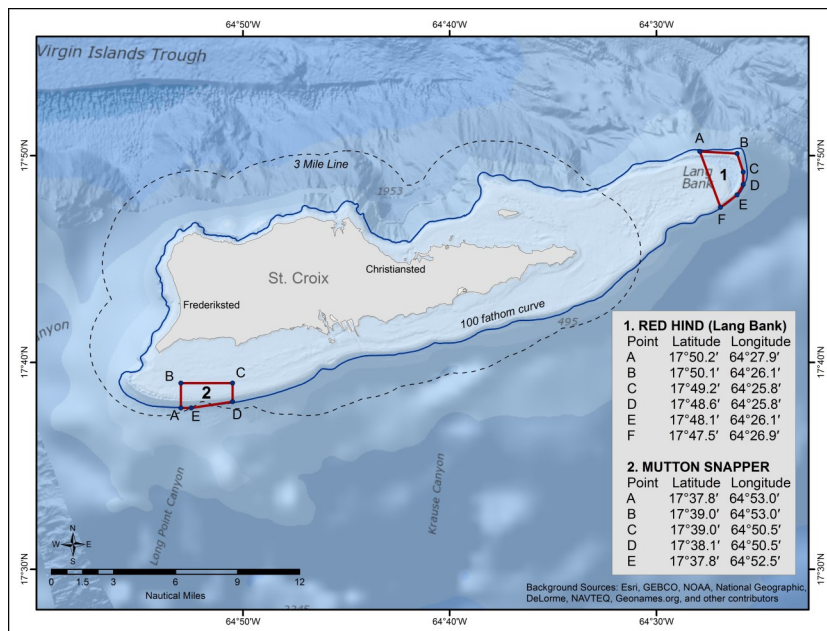 64°50'W
64°40'W
64°30'W
Virgin Islands Trough
17°50'N
17°50'N
3 Mile Line
1953
A
B
Lang
Bank
1
C
D
E
F
St. Croix
Christiansted
Frederiksted
100 fathom curve
495
Canyon
17°40'N
17°40'N
B
C
2
A
E
D
1. RED HIND (Lang Bank)
Point Latitude Longitude
A 17°50.2' 64°27.9'
B 17°50.1' 64°26.1'
C 17°49.2' 64°25.8'
D 17°48.6' 64°25.8'
E 17°48.1' 64°26.1'
F 17°47.5' 64°26.9'
2. MUTTON SNAPPER
Point Latitude Longitude
A 17°37.8' 64°53.0'
B 17°39.0' 64°53.0'
C 17°39.0' 64°50.5'
D 17°38.1' 64°50.5'
E 17°37.8' 64°52.5'
Long Point Canyon
Krause Canyon
17°30'N
17°30'N
N
W E
S
0 1.5 3 6 9 12
Nautical Miles
Background Sources: Esri, GEBCO, NOAA, National Geographic,
DeLorme, NAVTEQ, Geonames.org, and other contributors
64°50'W
64°40'W
64°30'W